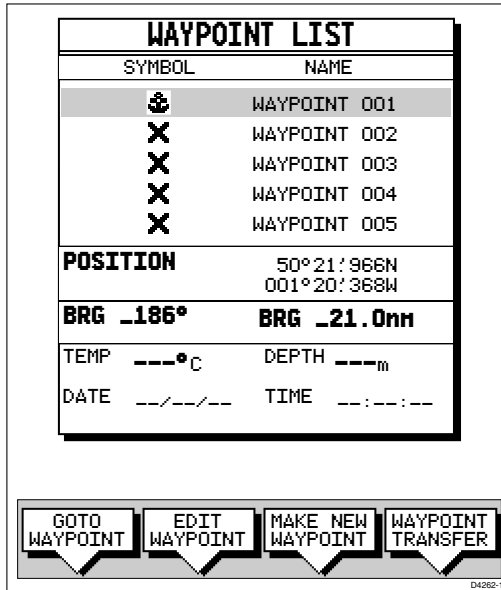 WAYPOINT LIST
SYMBOL NAME
WAYPOINT 001
WAYPOINT 002
WAYPOINT 003
WAYPOINT 004
WAYPOINT 005
POSITION 50°21.'966N
001°20.'368W
BRG _186° BRG _21.0nm
TEMP ---°C DEPTH ---m
DATE --/--/-- TIME --:--:--
GOTO WAYPOINT
EDIT WAYPOINT
MAKE NEW WAYPOINT
WAYPOINT TRANSFER
D4262-1